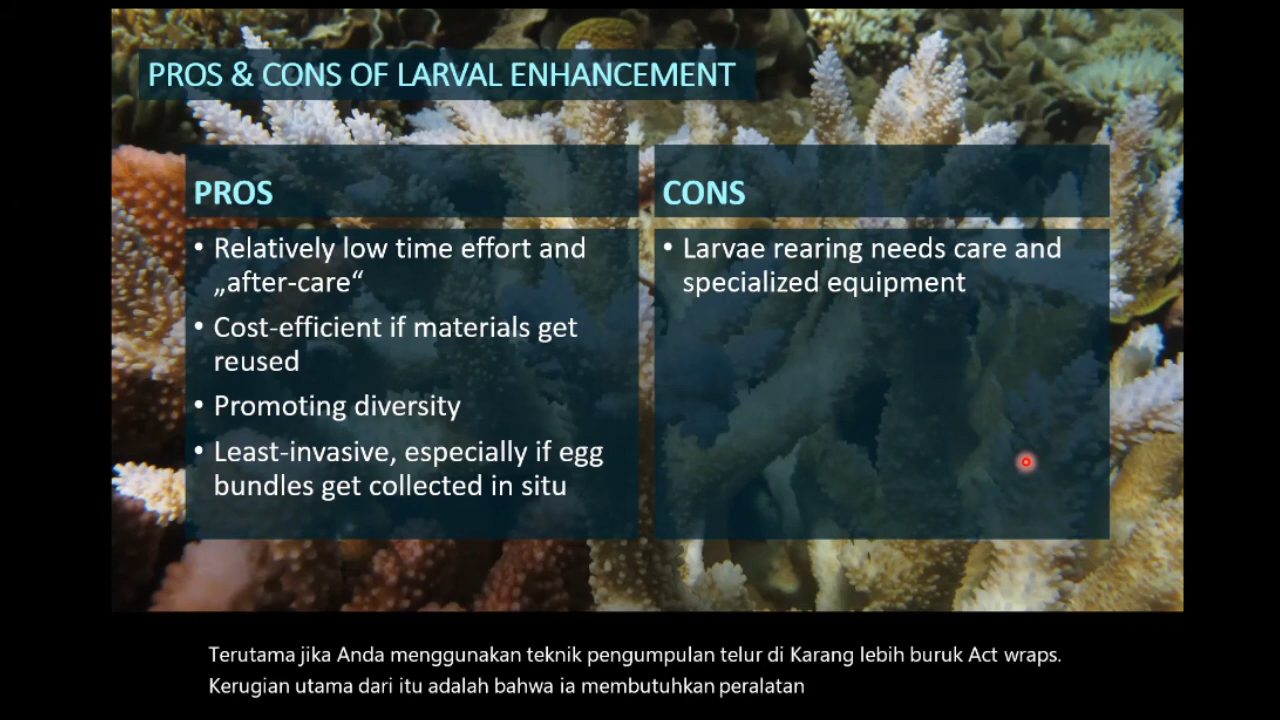 PROS & CONS OF LARVAL ENHANCEMENT
PROS
• Relatively low time effort and
„after-care“
• Cost-efficient if materials get
reused
• Promoting diversity
• Least-invasive, especially if egg
bundles get collected in situ
CONS
• Larvae rearing needs care and
specialized equipment
Terutama jika Anda menggunakan teknik pengumpulan telur di Karang lebih buruk Act wraps.
Kerugian utama dari itu adalah bahwa ia membutuhkan peralatan